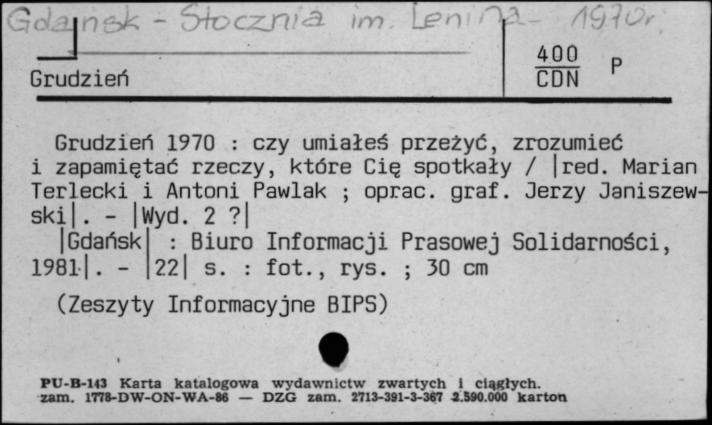 Gdańsk - Stocznia im. Lenina - 1970r.
Grudzień
400
CDN
P
Grudzień 1970 : czy umiałeś przeżyć, zrozumieć
i zapamiętać rzeczy, które Cię spotkały / |red. Marian
Terlecki i Antoni Pawlak ; oprac. graf. Jerzy Janiszew-
ski|. - |Wyd. 2 ?|
|Gdańsk| : Biuro Informacji Prasowej Solidarności,
1981|. - |22| s. : fot., rys. ; 30 cm
(Zeszyty Informacyjne BIPS)
PU-B-143 Karta katalogowa wydawnictw zwartych i ciągłych.
zam. 1778-DW-ON-WA-86 — DZG zam. 2713-391-3-367 2.590.000 karton